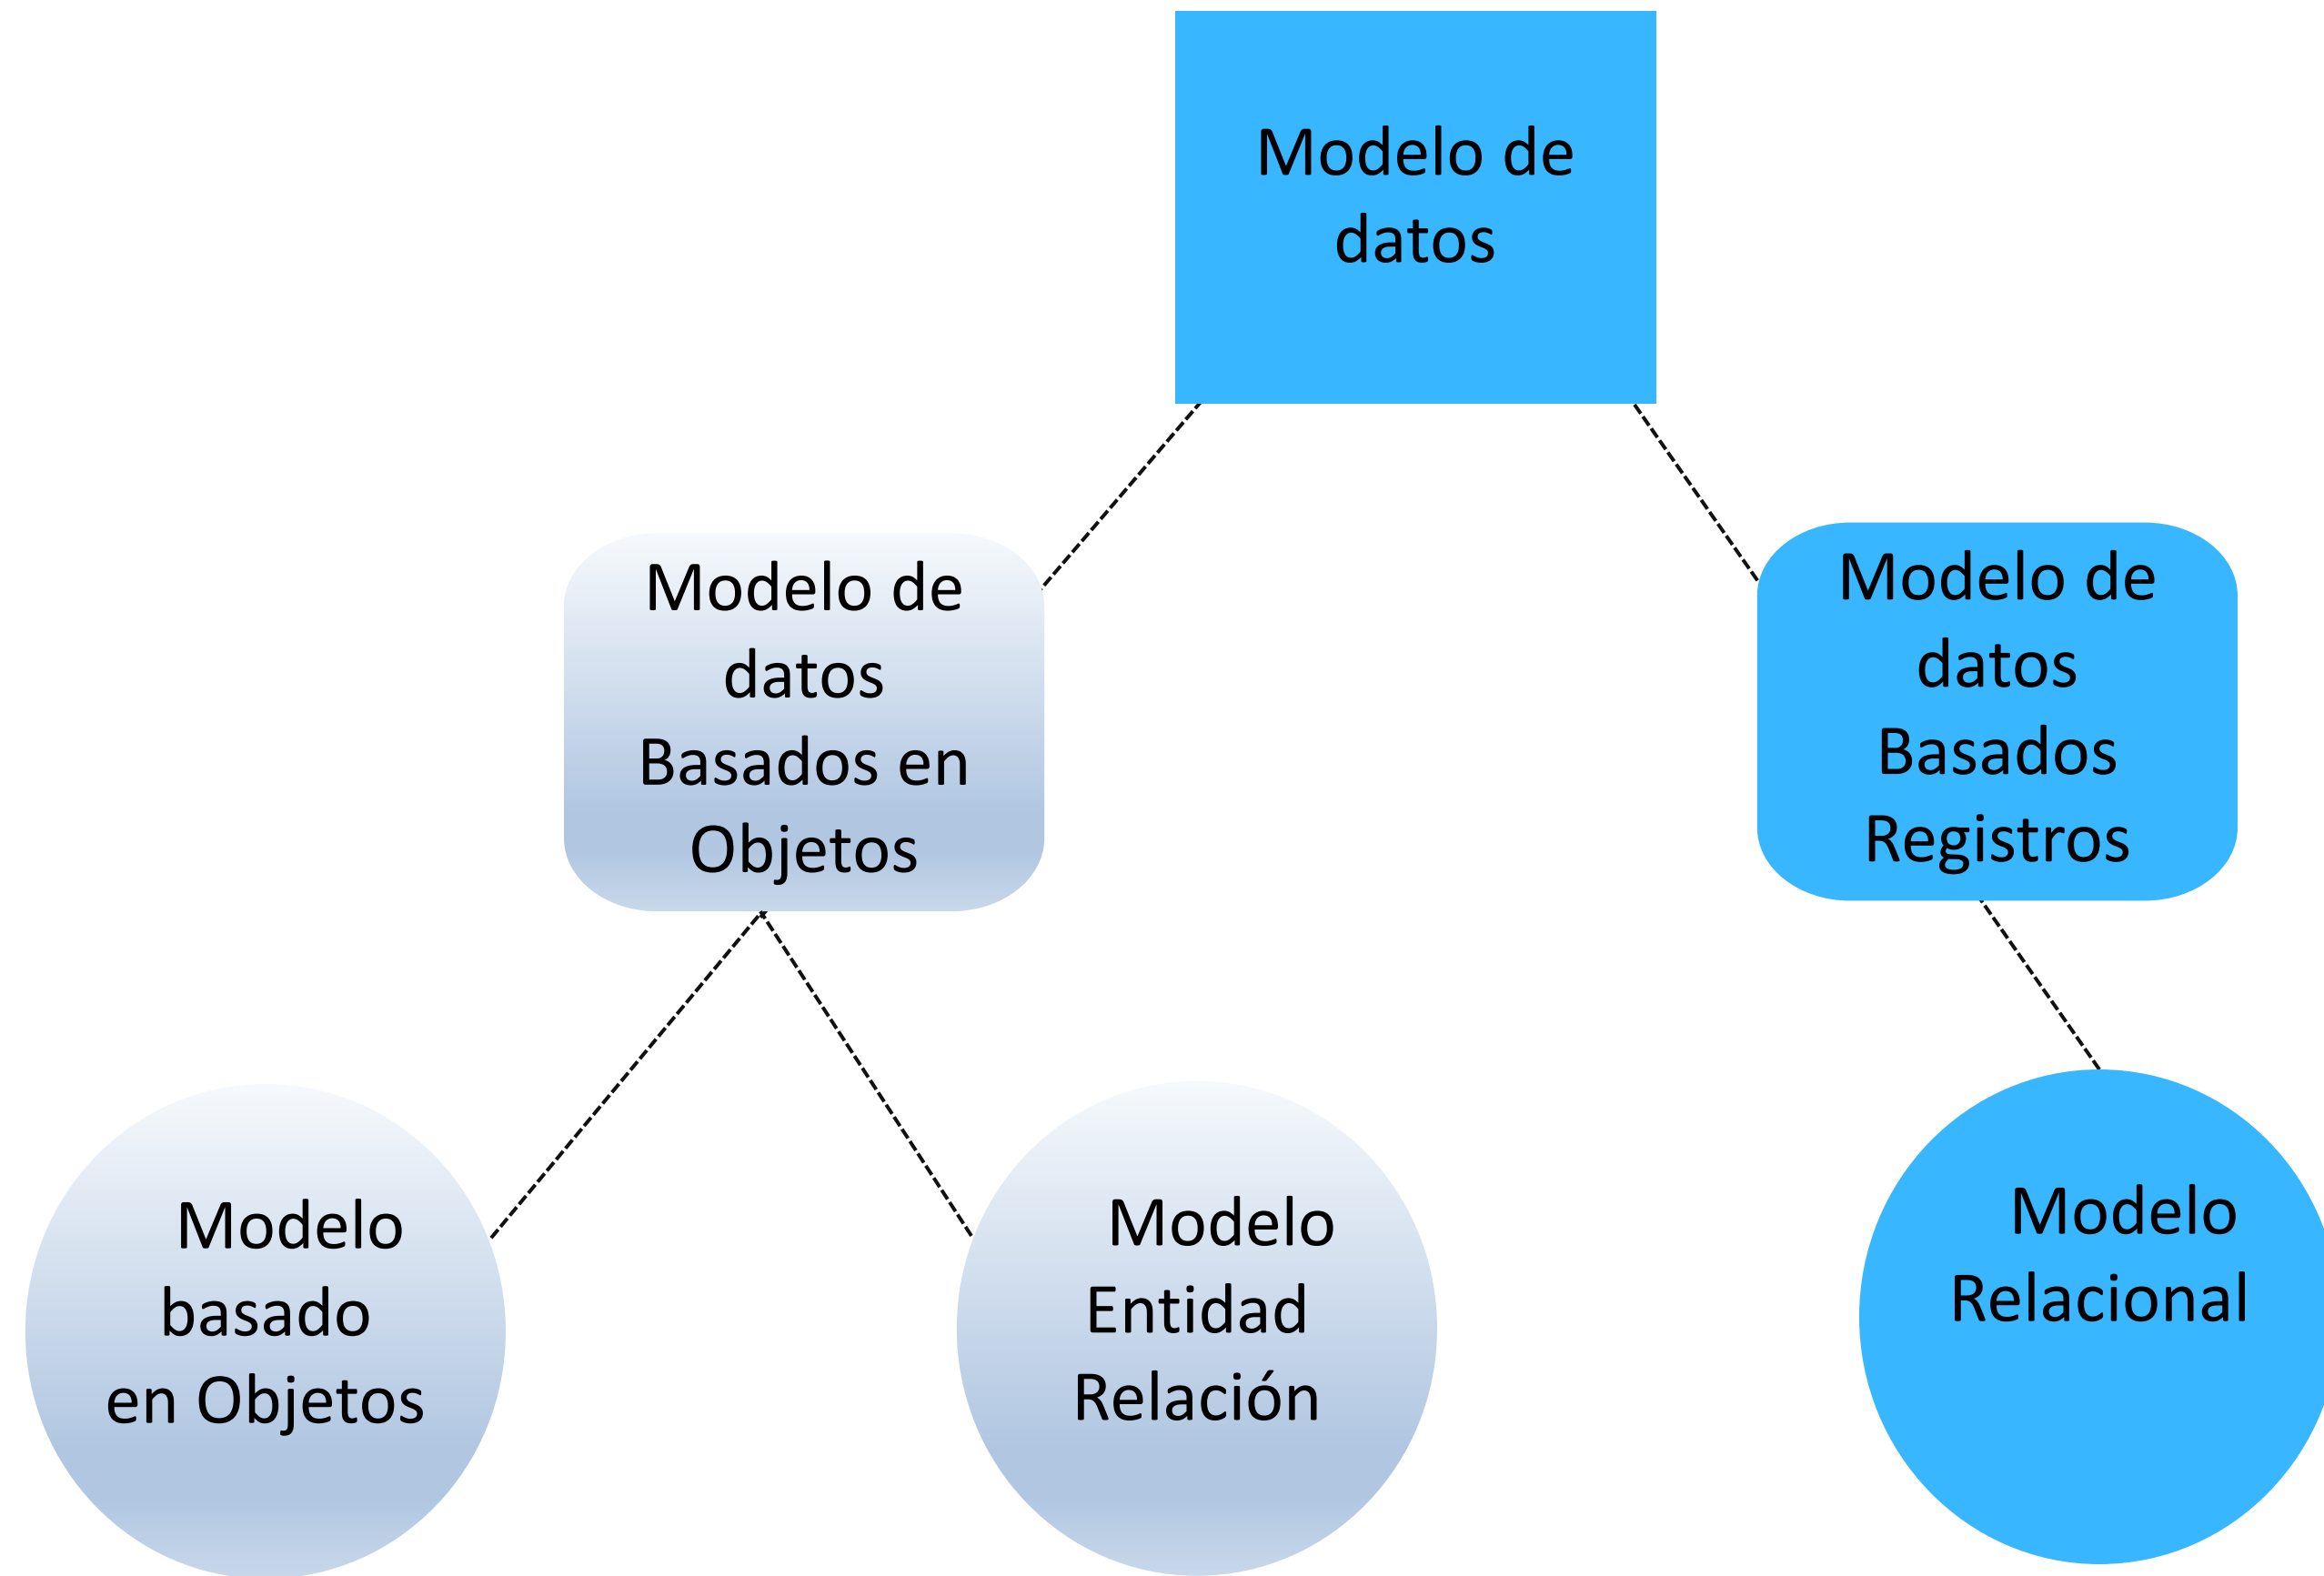 Modelo de
datos
Modelo de
datos
Basados en
Objetos
Modelo de
datos
Basados
Registros
Modelo
basado
en Objetos
Modelo
Entidad
Relación
Modelo
Relacional